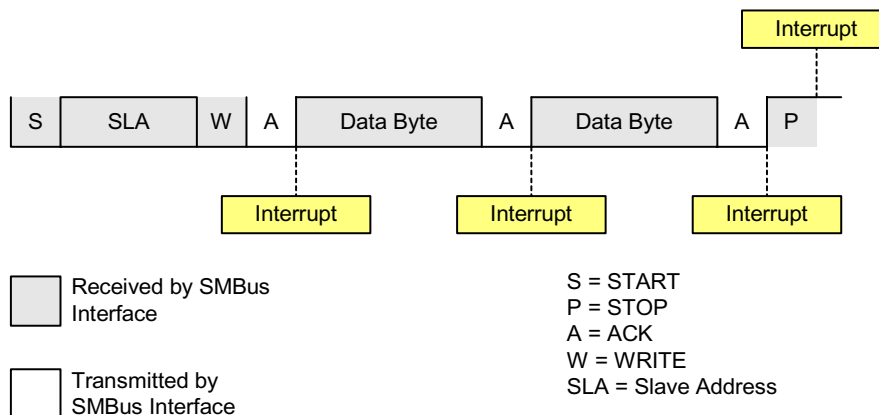 Interrupt
S SLA W A Data Byte A Data Byte A P
Interrupt Interrupt Interrupt
Received by SMBus
Interface
Transmitted by
SMBus Interface
S = START
P = STOP
A = ACK
W = WRITE
SLA = Slave Address